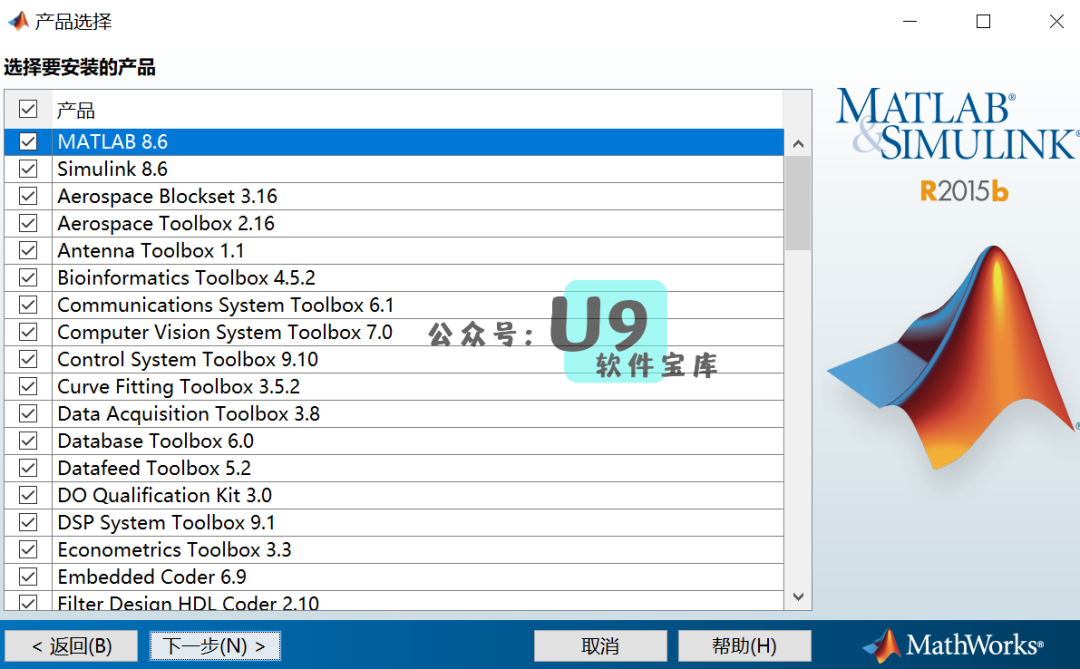 产品选择
选择要安装的产品
产品
MATLAB 8.6
Simulink 8.6
Aerospace Blockset 3.16
Aerospace Toolbox 2.16
Antenna Toolbox 1.1
Bioinformatics Toolbox 4.5.2
Communications System Toolbox 6.1
Computer Vision System Toolbox 7.0
Control System Toolbox 9.10
Curve Fitting Toolbox 3.5.2
Data Acquisition Toolbox 3.8
Database Toolbox 6.0
Datafeed Toolbox 5.2
DO Qualification Kit 3.0
DSP System Toolbox 9.1
Econometrics Toolbox 3.3
Embedded Coder 6.9
Filter Design HDL Coder 2.10
公众号：U9
软件宝库
MATLAB®
&SIMULINK®
R2015b
®
< 返回(B)
下一步(N) >
取消
帮助(H)
MathWorks®